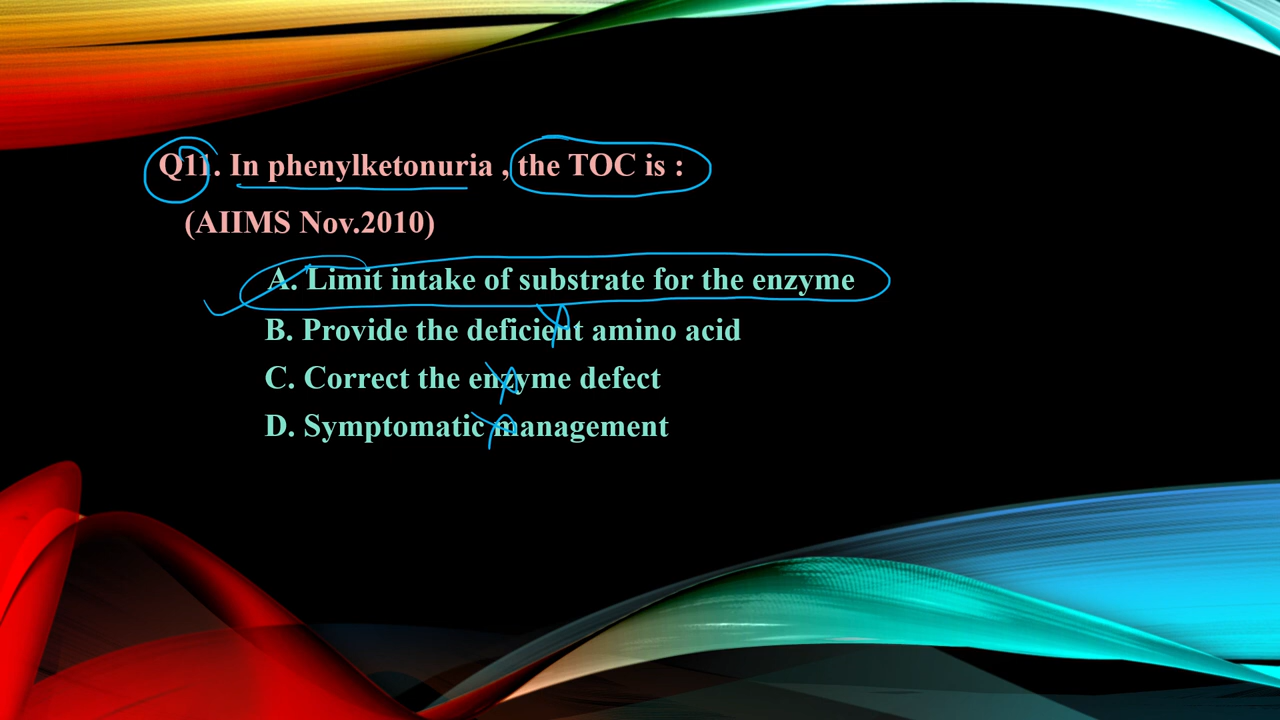 Q11. In phenylketonuria , the TOC is :
(AIIMS Nov.2010)
A. Limit intake of substrate for the enzyme
B. Provide the deficient amino acid
C. Correct the enzyme defect
D. Symptomatic management